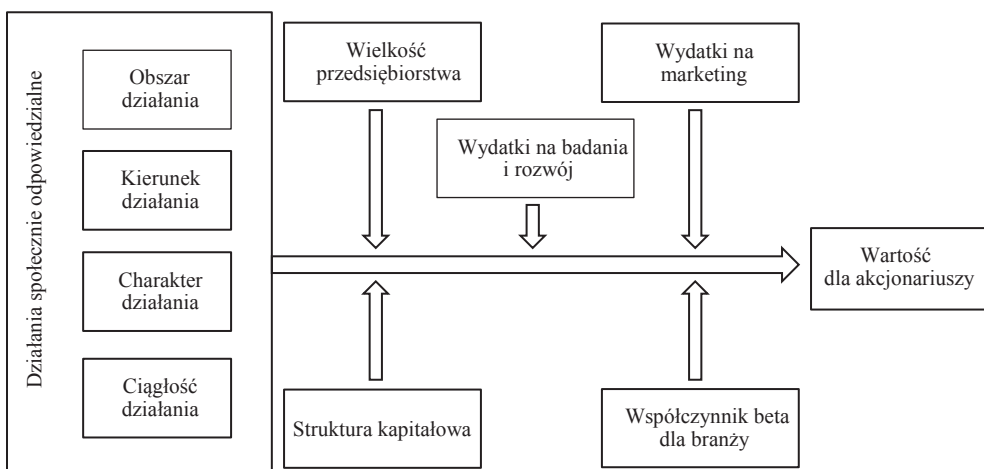 Działania społecznie odpowiedzialne
Obszar
działania
Kierunek
działania
Charakter
działania
Ciągłość
działania
Wielkość
przedsiębiorstwa
Wydatki na
marketing
Wydatki na badania
i rozwój
Wartość
dla akcjonariuszy
Struktura kapitałowa
Współczynnik beta
dla branży